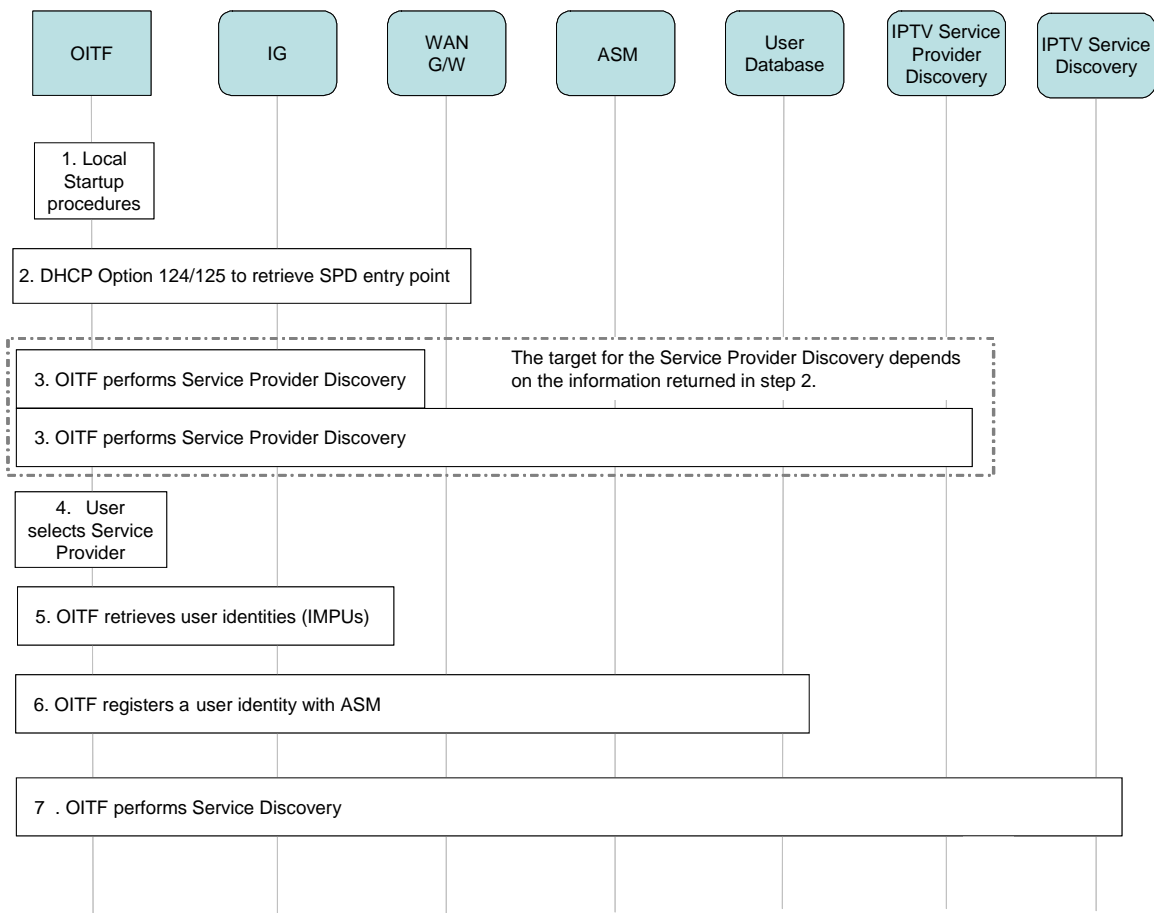 OITF
IG
WAN
G/W
ASM
User
Database
IPTV Service
Provider
Discovery
IPTV Service
Discovery
1. Local
Startup
procedures
2. DHCP Option 124/125 to retrieve SPD entry point
The target for the Service Provider Discovery depends
on the information returned in step 2.
3. OITF performs Service Provider Discovery
3. OITF performs Service Provider Discovery
4. User
selects Service
Provider
5. OITF retrieves user identities (IMPUs)
6. OITF registers a user identity with ASM
7 . OITF performs Service Discovery